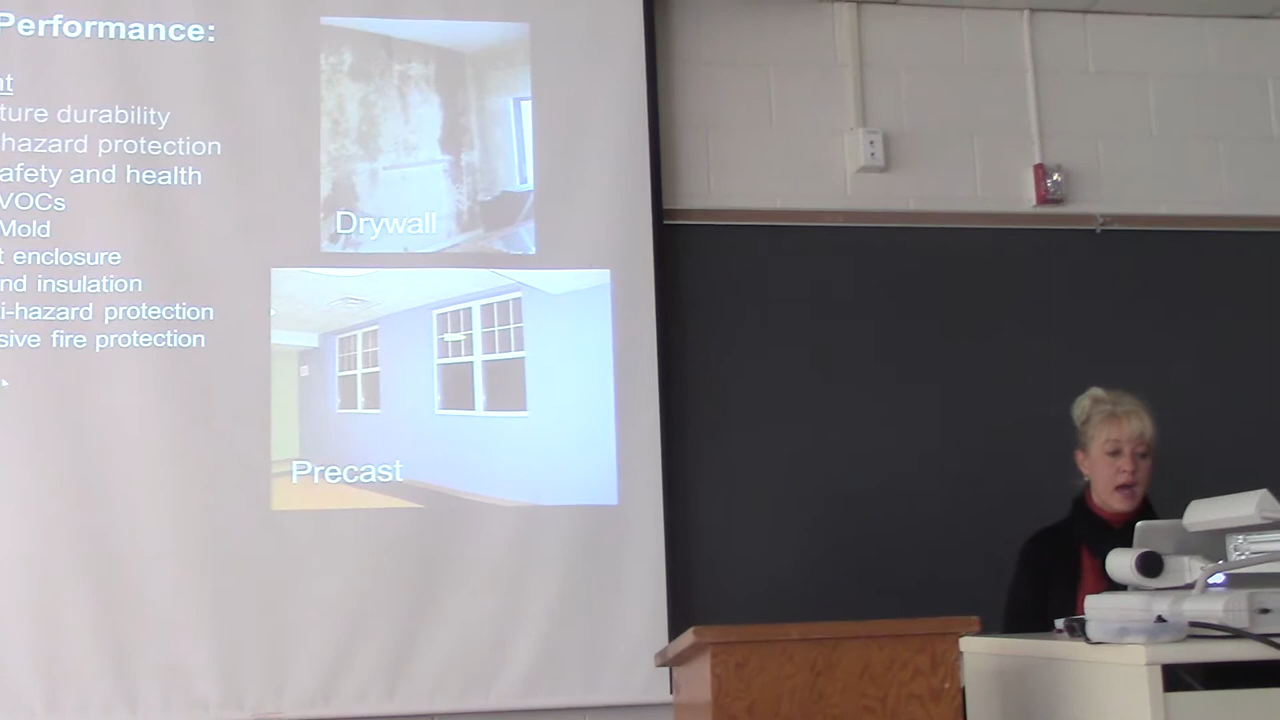 Performance:
nt
ture durability
hazard protection
afety and health
VOCs
Mold
t enclosure
nd insulation
i-hazard protection
sive fire protection
Drywall
Precast